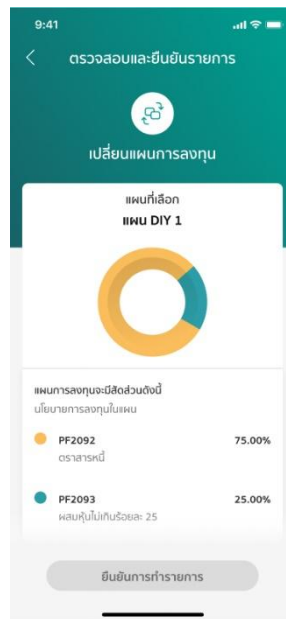 9:41
ตรวจสอบและยืนยันรายการ
เปลี่ยนแผนการลงทุน
แผนที่เลือก
แผน DIY 1
แผนการลงทุนจะมีสัดส่วนดังนี้
นโยบายการลงทุนในแผน
PF2092 75.00%
ตราสารหนี้
PF2093 25.00%
ผสมหุ้นไม่เกินร้อยละ 25
ยืนยันการทำรายการ